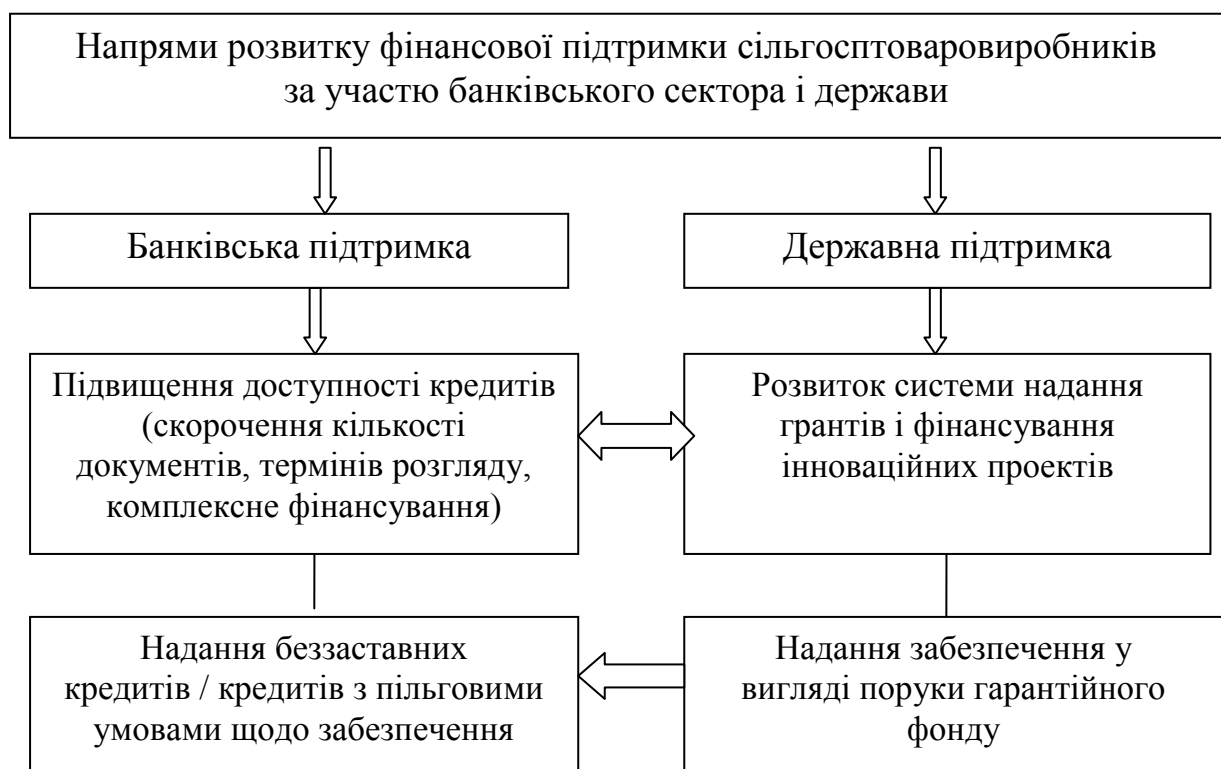 Напрями розвитку фінансової підтримки сільгосптоваровиробників
за участю банківського сектора і держави
Банківська підтримка
Державна підтримка
Підвищення доступності кредитів
(скорочення кількості
документів, термінів розгляду,
комплексне фінансування)
Розвиток системи надання
грантів і фінансування
інноваційних проектів
Надання беззаставних
кредитів / кредитів з пільговими
умовами щодо забезпечення
Надання забезпечення у
вигляді поруки гарантійного
фонду